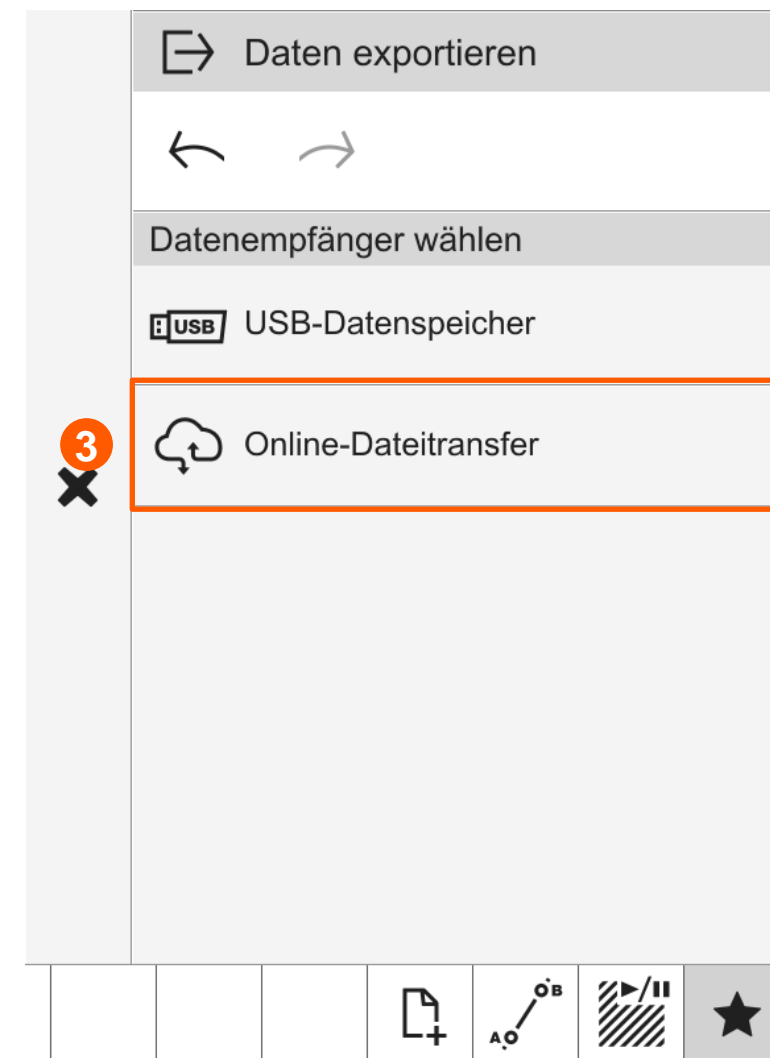 Daten exportieren
Datenempfänger wählen
USB USB-Datenspeicher
3 Online-Dateitransfer
A B